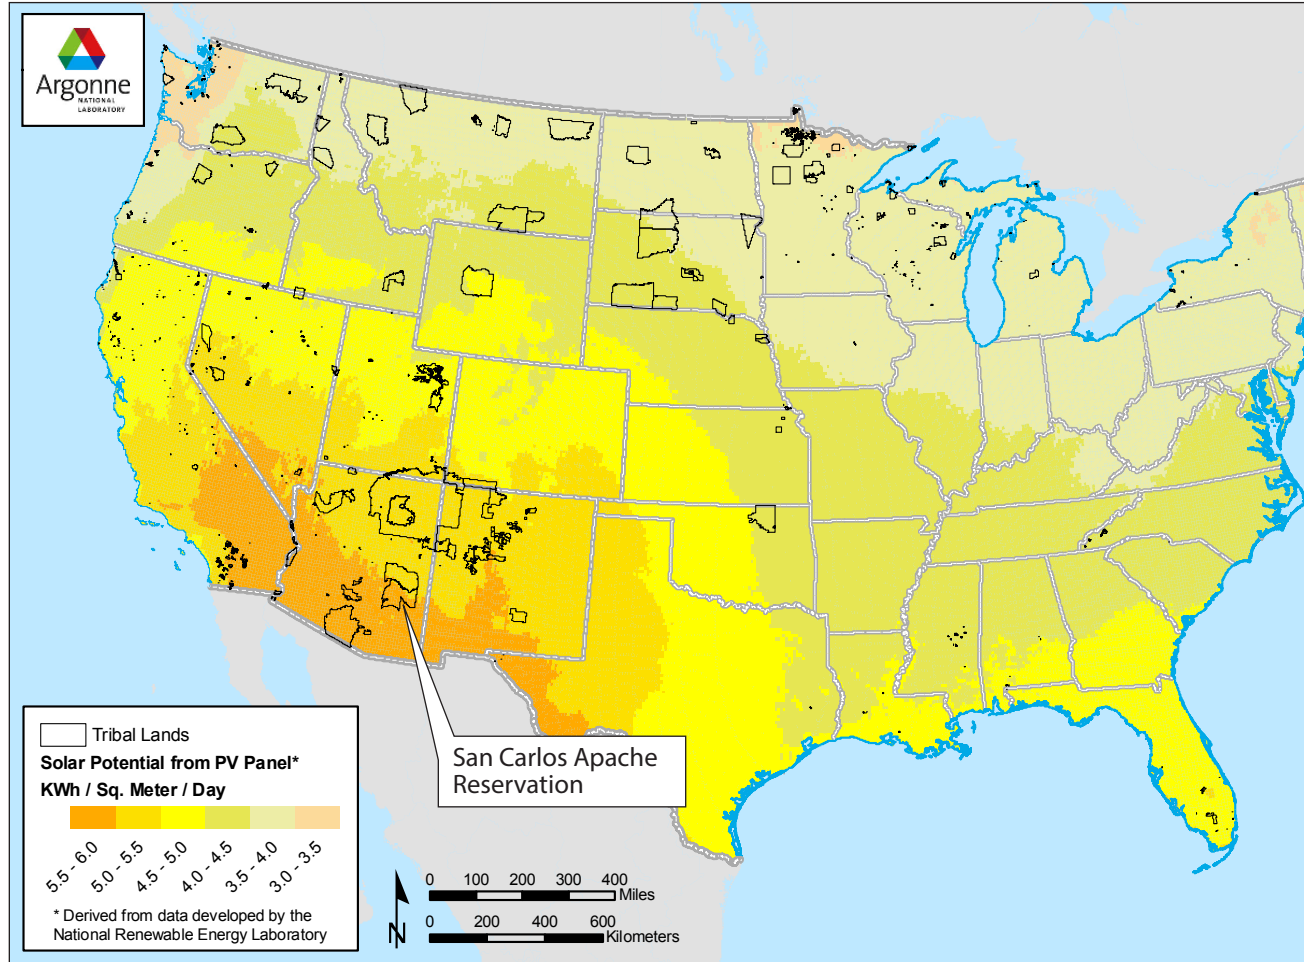 Argonne
NATIONAL
LABORATORY
San Carlos Apache
Reservation
Tribal Lands
Solar Potential from PV Panel*
KWh / Sq. Meter / Day
5.5 - 6.0
5.0 - 5.5
4.5 - 5.0
4.0 - 4.5
3.5 - 4.0
3.0 - 3.5
* Derived from data developed by the
National Renewable Energy Laboratory
N
0 100 200 300 400
Miles
0 200 400 600
Kilometers